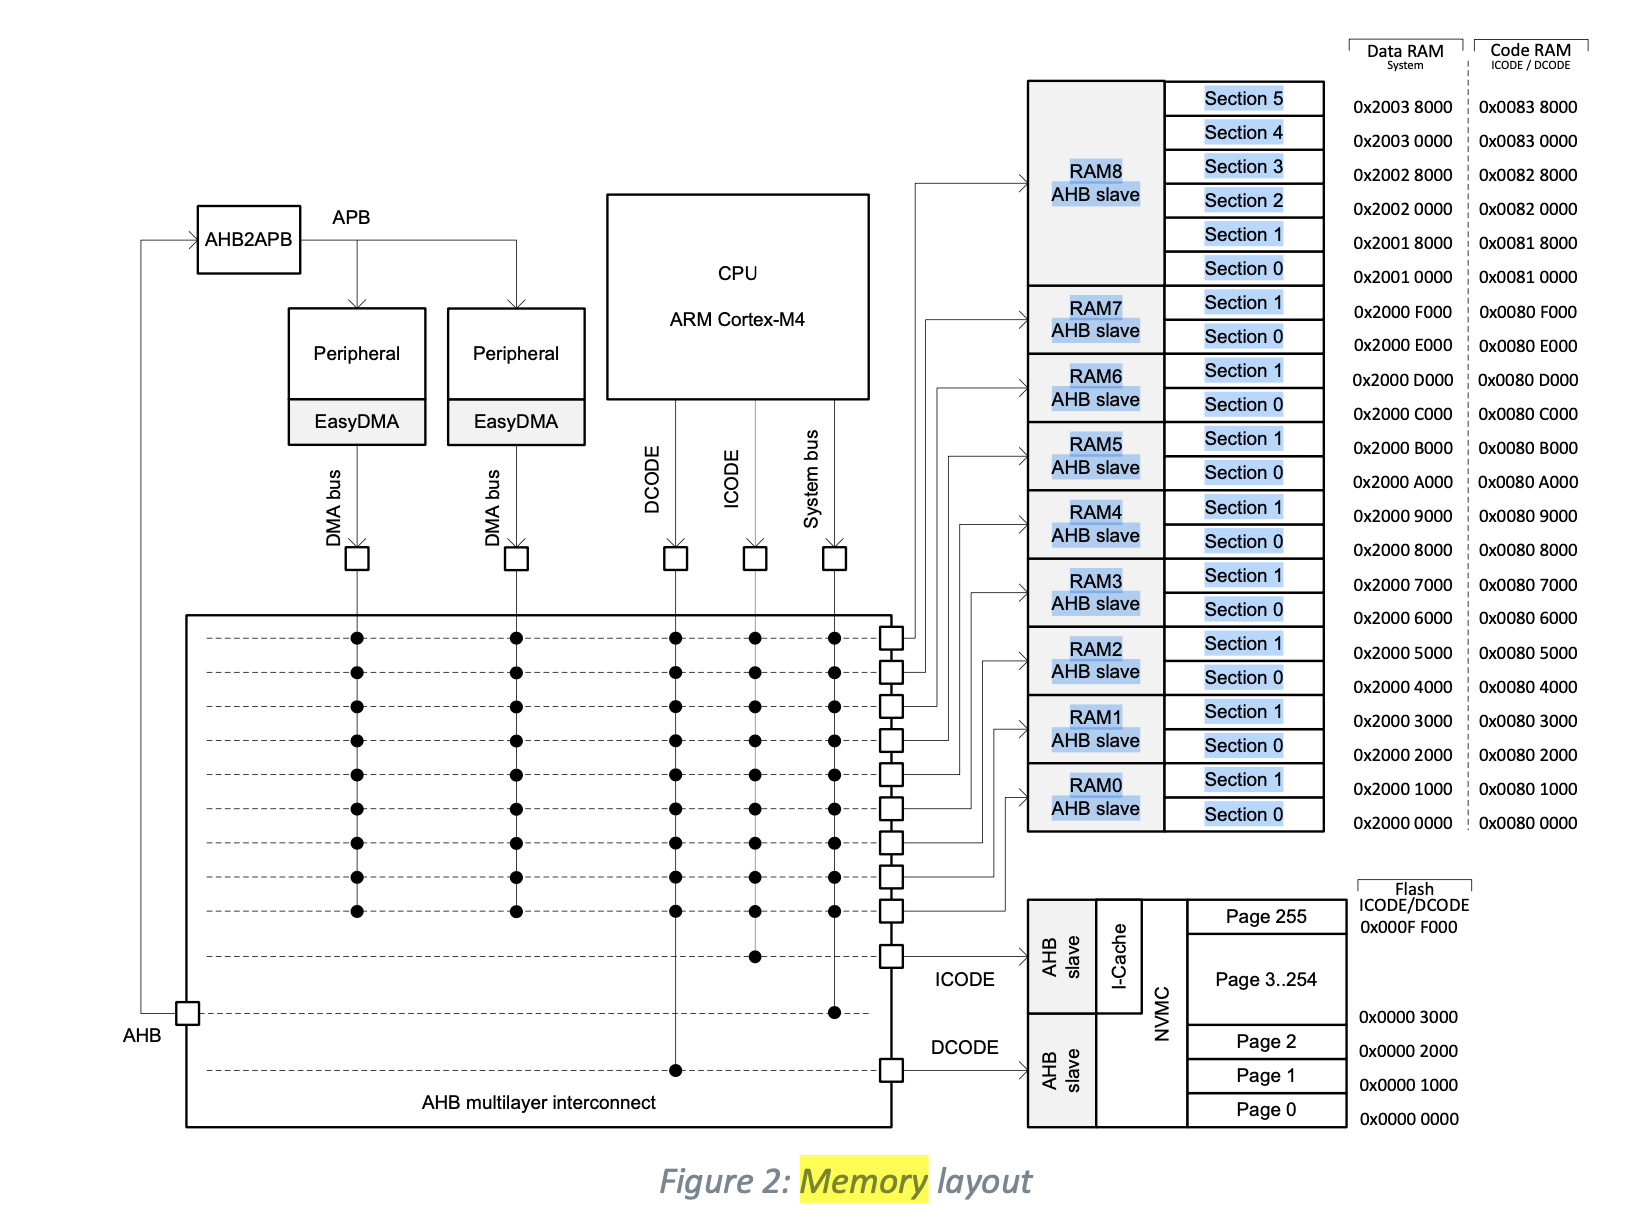 Data RAM
System
Code RAM
ICODE / DCODE
RAM8
AHB slave
Section 5
Section 4
0x2003 8000 0x0083 8000
Section 3
0x2003 0000 0x0083 0000
Section 2
0x2002 8000 0x0082 8000
Section 1
0x2002 0000 0x0082 0000
Section 0
0x2001 8000 0x0081 8000
0x2001 0000 0x0081 0000
RAM7
AHB slave
Section 1
0x2000 F000 0x0080 F000
Section 0
0x2000 E000 0x0080 E000
RAM6
AHB slave
Section 1
0x2000 D000 0x0080 D000
Section 0
0x2000 C000 0x0080 C000
RAM5
AHB slave
Section 1
0x2000 B000 0x0080 B000
Section 0
0x2000 A000 0x0080 A000
RAM4
AHB slave
Section 1
0x2000 9000 0x0080 9000
Section 0
0x2000 8000 0x0080 8000
RAM3
AHB slave
Section 1
0x2000 7000 0x0080 7000
Section 0
0x2000 6000 0x0080 6000
RAM2
AHB slave
Section 1
0x2000 5000 0x0080 5000
Section 0
0x2000 4000 0x0080 4000
RAM1
AHB slave
Section 1
0x2000 3000 0x0080 3000
Section 0
0x2000 2000 0x0080 2000
RAM0
AHB slave
Section 1
0x2000 1000 0x0080 1000
Section 0
0x2000 0000 0x0080 0000
AHB2APB
APB
CPU
ARM Cortex-M4
Peripheral
EasyDMA
Peripheral
EasyDMA
DMA bus
DMA bus
DCODE
ICODE
System bus
AHB
AHB multilayer interconnect
ICODE
DCODE
AHB
slave
AHB
slave
I-Cache
NVMC
Flash
ICODE/DCODE
Page 255
0x000F F000
Page 3..254
0x0000 3000
Page 2
0x0000 2000
Page 1
0x0000 1000
Page 0
0x0000 0000
Figure 2: Memory layout